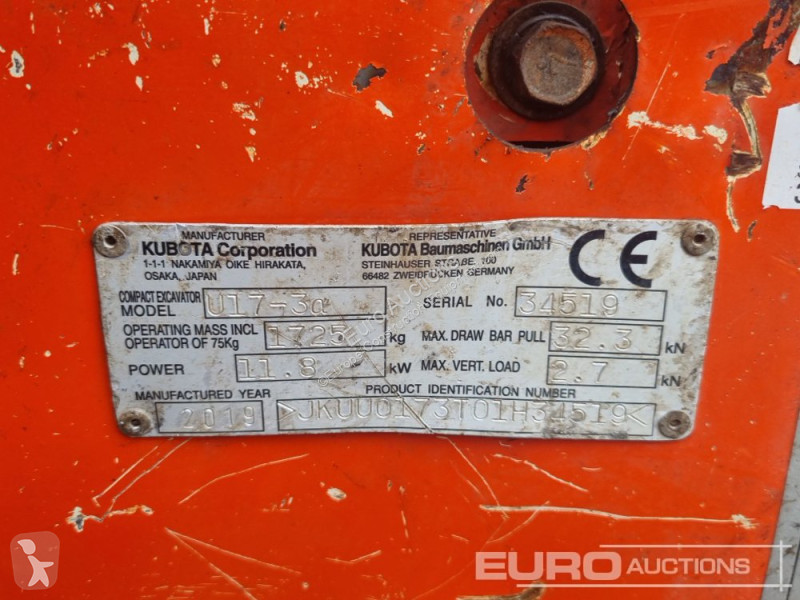 MANUFACTURER
KUBOTA Corporation
1-1-1 NAKAMIYA OIKE HIRAKATA,
OSAKA, JAPAN
REPRESENTATIVE
KUBOTA Baumaschinen GmbH
STEINHAUSER STRAßE 100
66482 ZWEIBRÜCKEN GERMANY
CE
COMPACT EXCAVATOR
MODEL U17-3α SERIAL No. 34519
OPERATING MASS INCL
OPERATOR OF 75Kg 1725 kg MAX. DRAW BAR PULL 32.3 kN
POWER 11.8 kW MAX. VERT. LOAD 2.7 kN
MANUFACTURED YEAR PRODUCT IDENTIFICATION NUMBER
2019 >JKUU0173T01H34519<
EURO AUCTIONS